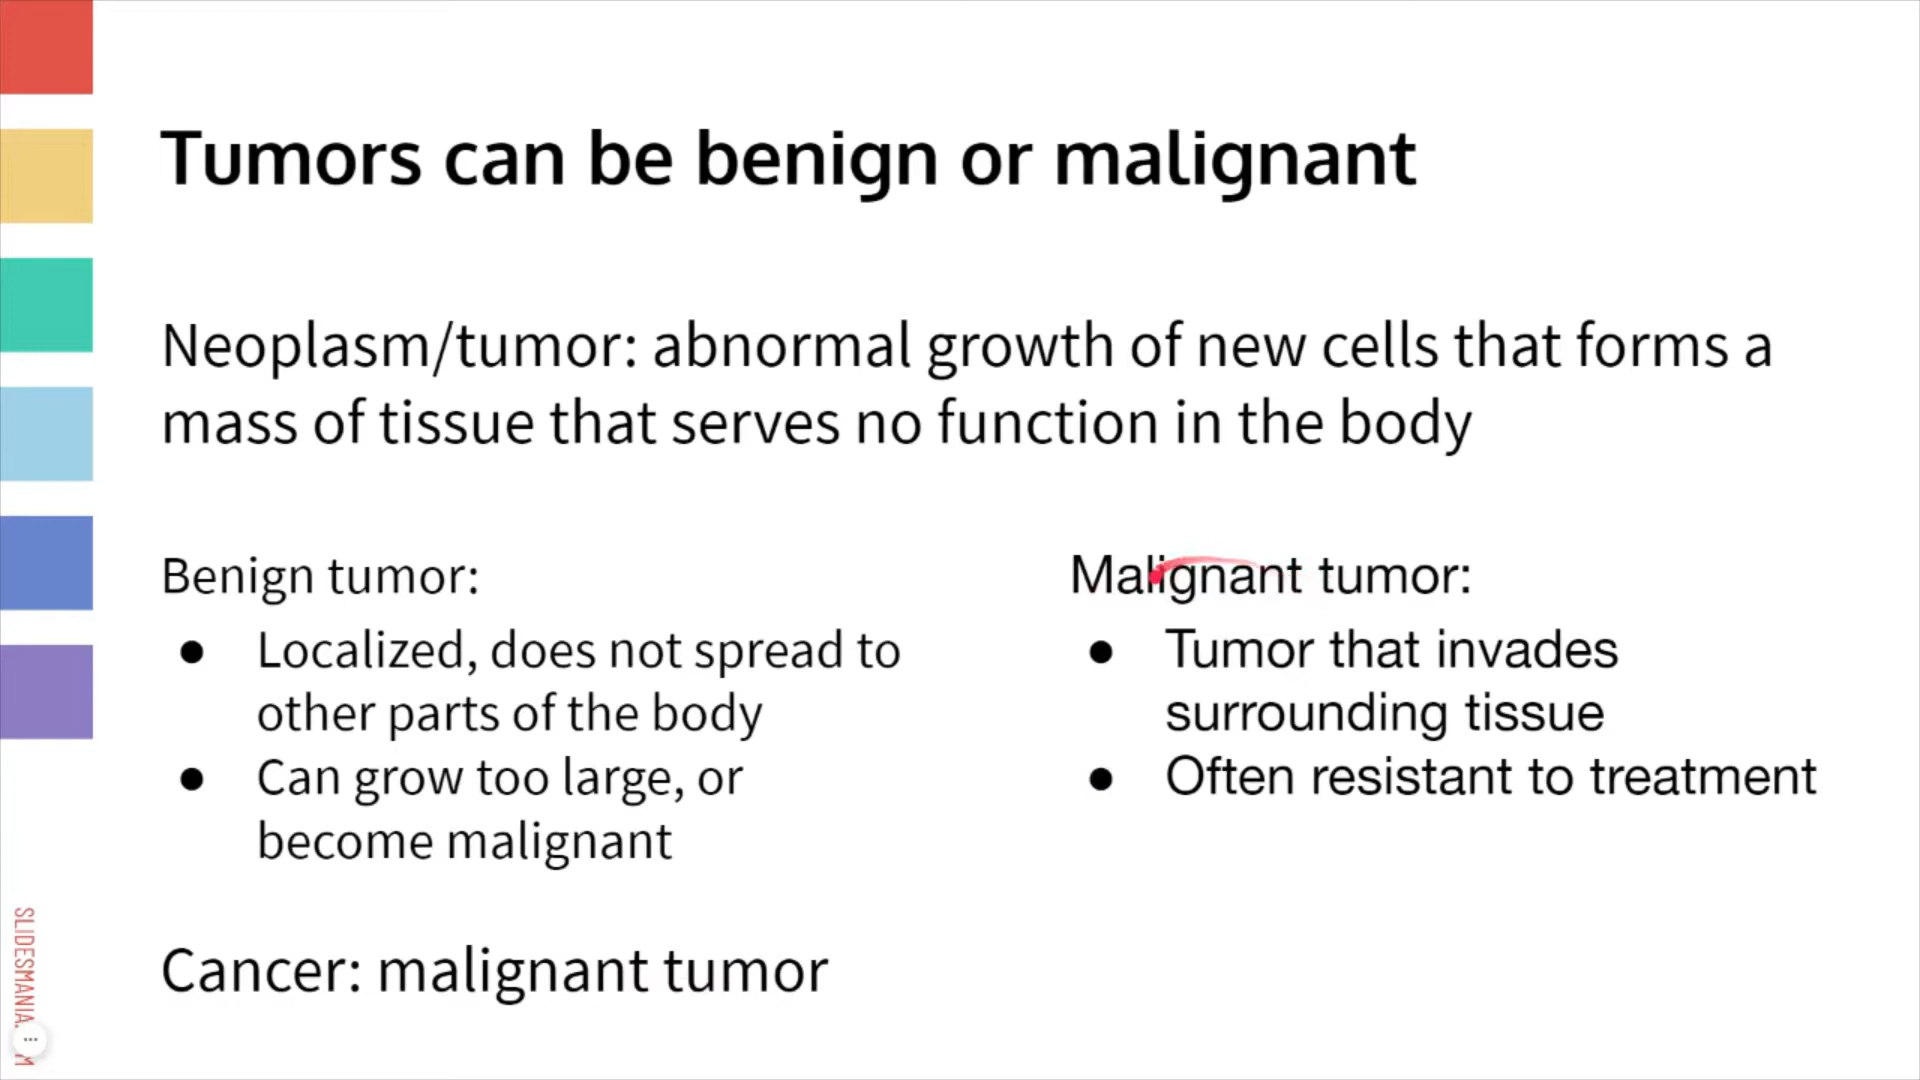 Tumors can be benign or malignant
Neoplasm/tumor: abnormal growth of new cells that forms a
mass of tissue that serves no function in the body
Benign tumor:
● Localized, does not spread to
other parts of the body
● Can grow too large, or
become malignant
Malignant tumor:
● Tumor that invades
surrounding tissue
● Often resistant to treatment
Cancer: malignant tumor
SLIDESMANIA.